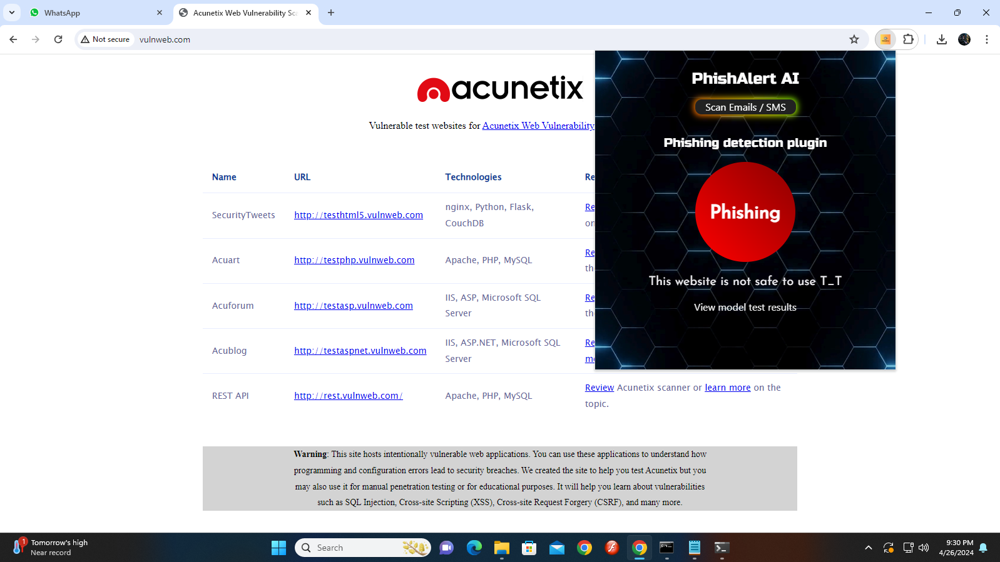 WhatsApp
Acunetix Web Vulnerability Sc
Not secure
vulnweb.com
acunetix
Vulnerable test websites for Acunetix Web Vulnerability
Name URL Technologies Re
SecurityTweets http://testhtml5.vulnweb.com nginx, Python, Flask, CouchDB Re on
Acuart http://testphp.vulnweb.com Apache, PHP, MySQL Re th
Acuforum http://testasp.vulnweb.com IIS, ASP, Microsoft SQL Server Re th
Acublog http://testaspnet.vulnweb.com IIS, ASP.NET, Microsoft SQL Server Re m
REST API http://rest.vulnweb.com/ Apache, PHP, MySQL Review Acunetix scanner or learn more on the topic.
PhishAlert AI
Scan Emails / SMS
Phishing detection plugin
Phishing
This website is not safe to use T_T
View model test results
Warning: This site hosts intentionally vulnerable web applications. You can use these applications to understand how
programming and configuration errors lead to security breaches. We created the site to help you test Acunetix but you
may also use it for manual penetration testing or for educational purposes. It will help you learn about vulnerabilities
such as SQL Injection, Cross-site Scripting (XSS), Cross-site Request Forgery (CSRF), and many more.
1
Tomorrow's high
Near record
Search
9:30 PM
4/26/2024